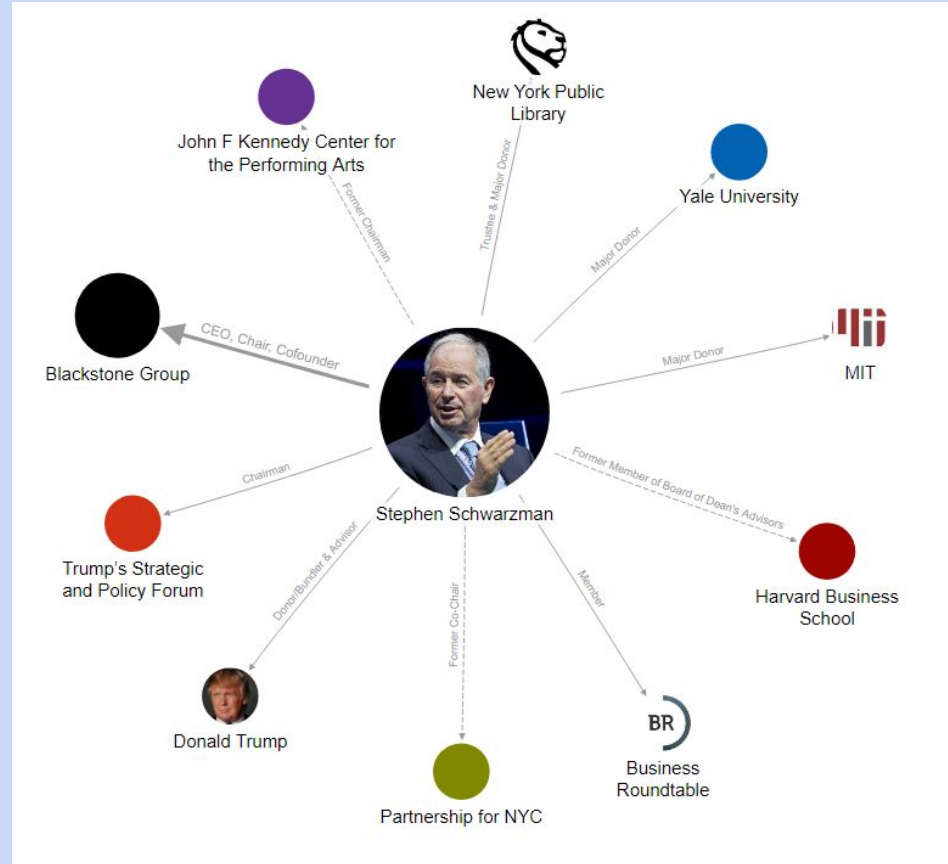 New York Public
Library
John F Kennedy Center for
the Performing Arts
Yale University
Former Chairman
Trustee & Major Donor
Major Donor
CEO, Chair, Cofounder
Blackstone Group
Major Donor
MIT
Stephen Schwarzman
Chairman
Former Member of Board of Dean's Advisors
Trump's Strategic
and Policy Forum
Donor/Bundler & Advisor
Former Co-Chair
Member
Harvard Business
School
Donald Trump
BR
Business
Roundtable
Partnership for NYC